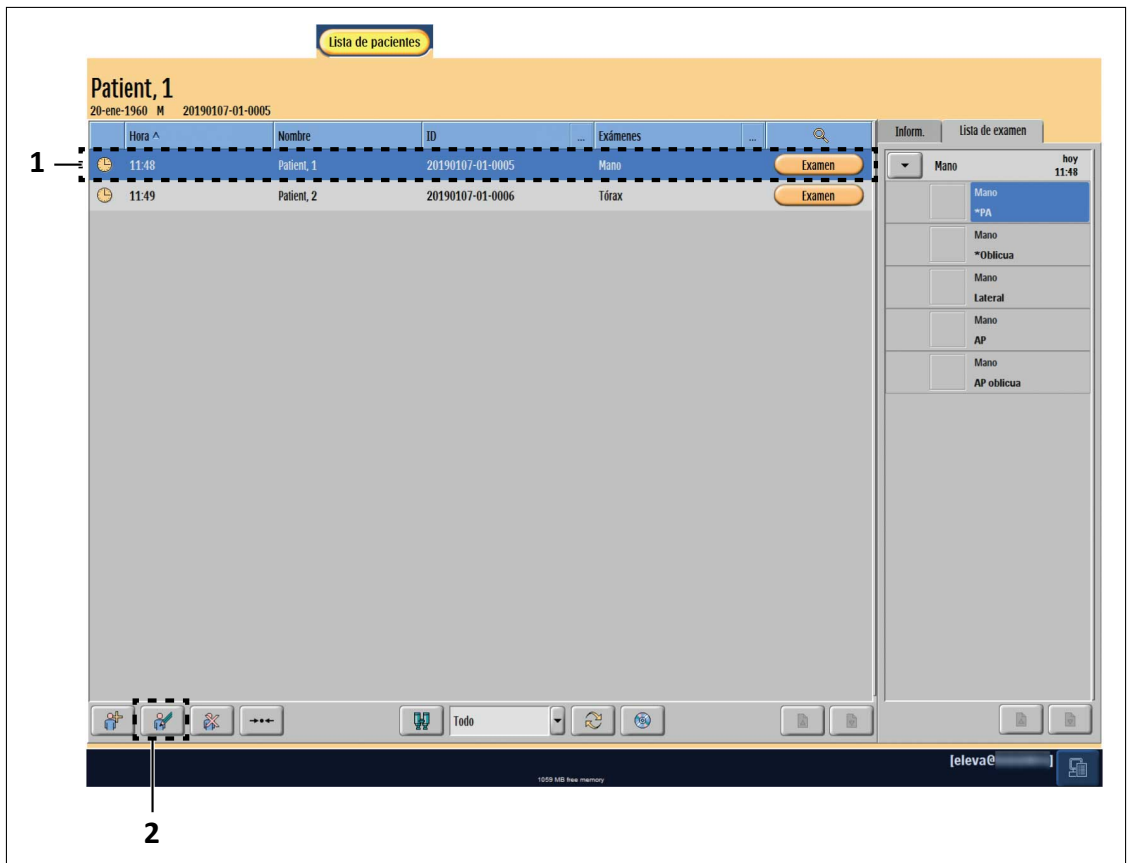 Lista de pacientes
Patient, 1
20-ene-1960 M 20190107-01-0005
Hora ^ Nombre ID ... Exámenes ...
1
11:48 Patient, 1 20190107-01-0005 Mano Examen
11:49 Patient, 2 20190107-01-0006 Tórax Examen
Inform. Lista de examen
Mano hoy
11:48
Mano
*PA
Mano
*Oblicua
Mano
Lateral
Mano
AP
Mano
AP oblicua
Todo
[eleva@ ]
1059 MB free memory
2